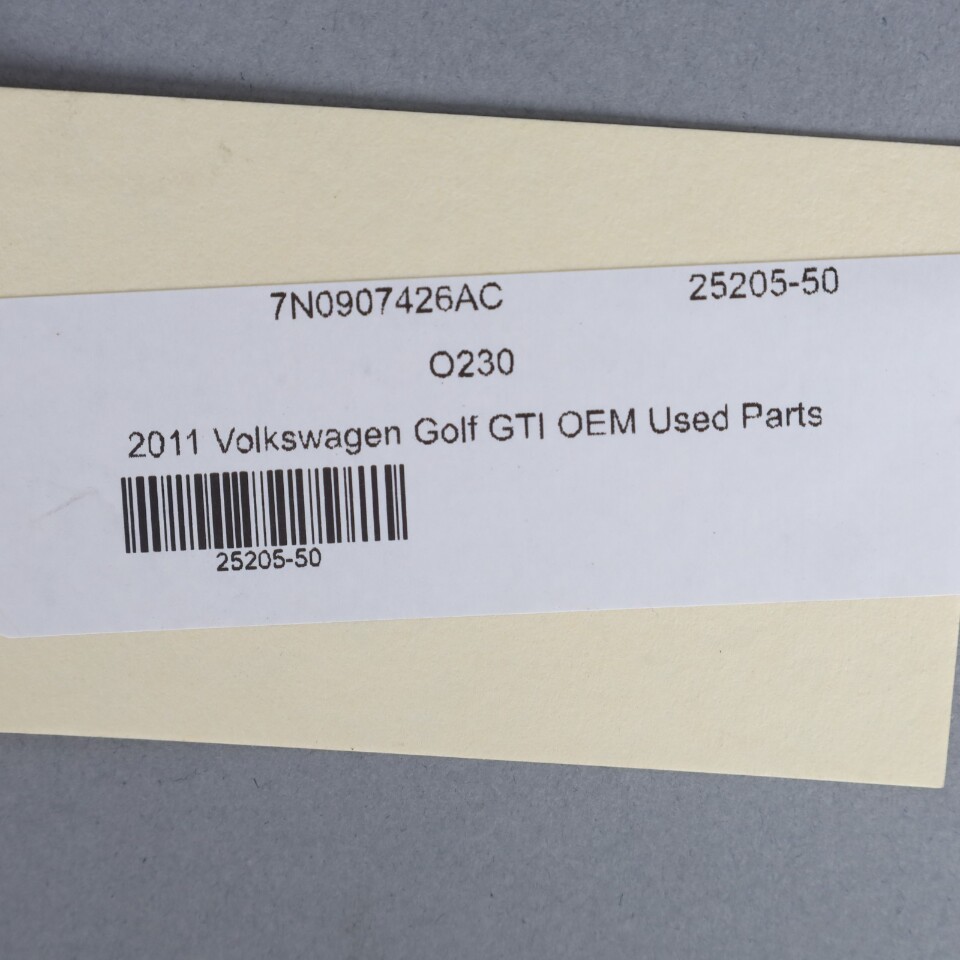 7N0907426AC 25205-50
O230
2011 Volkswagen Golf GTI OEM Used Parts
25205-50